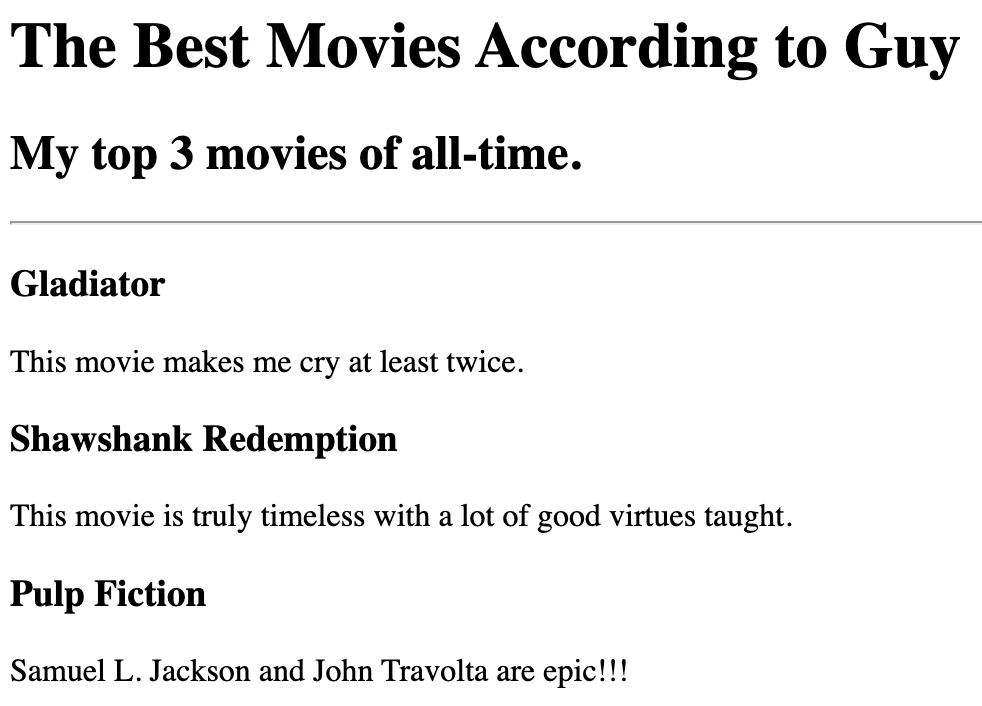 The Best Movies According to Guy
My top 3 movies of all-time.
Gladiator
This movie makes me cry at least twice.
Shawshank Redemption
This movie is truly timeless with a lot of good virtues taught.
Pulp Fiction
Samuel L. Jackson and John Travolta are epic!!!